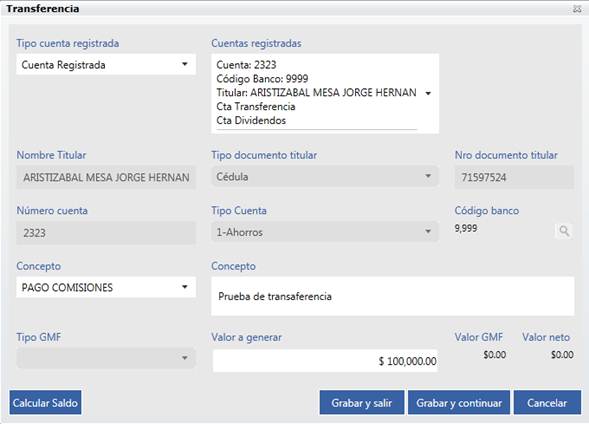 Transferencia
Tipo cuenta registrada
Cuenta Registrada
Cuentas registradas
Cuenta: 2323
Código Banco: 9999
Titular: ARISTIZABAL MESA JORGE HERNAN
Cta Transferencia
Cta Dividendos
Nombre Titular
ARISTIZABAL MESA JORGE HERNAN
Tipo documento titular
Cédula
Nro documento titular
71597524
Número cuenta
2323
Tipo Cuenta
1-Ahorros
Código banco
9,999
Concepto
PAGO COMISIONES
Concepto
Prueba de transaferencia
Tipo GMF
Valor a generar
$ 100,000.00
Valor GMF
$0.00
Valor neto
$0.00
Calcular Saldo
Grabar y salir
Grabar y continuar
Cancelar